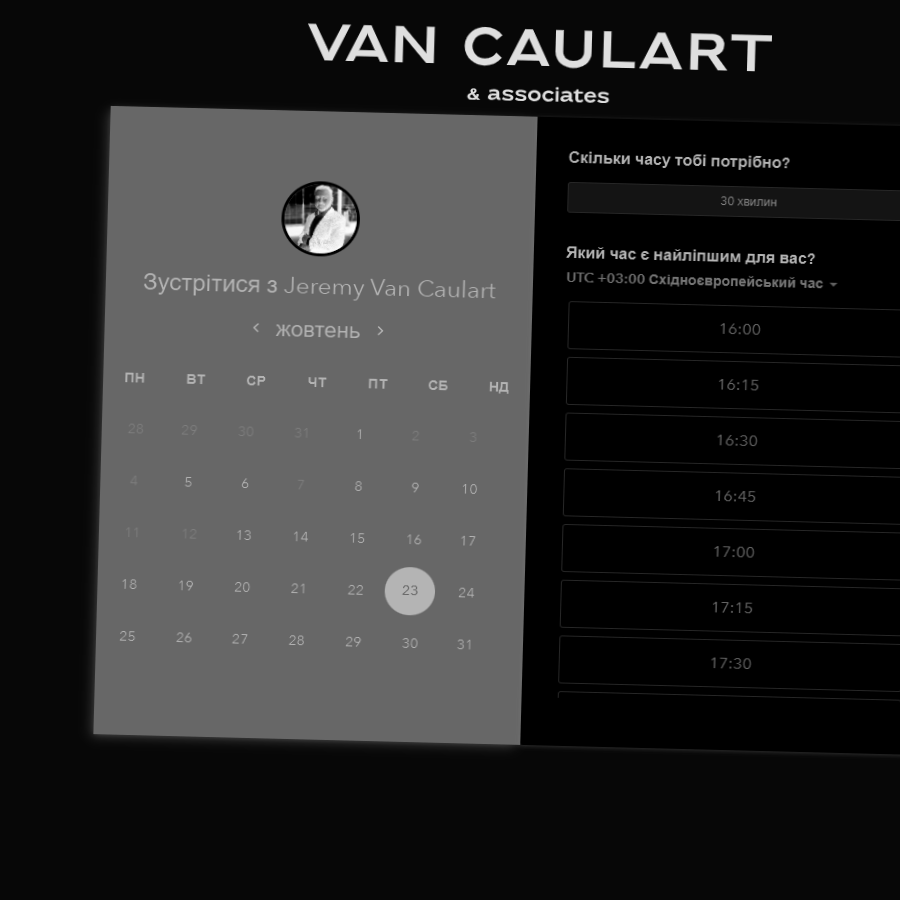 VAN CAULART
& associates
Зустрітися з Jeremy Van Caulart
жовтень
ПН ВТ СР ЧТ ПТ СБ НД
28 29 30 31 1 2 3
4 5 6 7 8 9 10
11 12 13 14 15 16 17
18 19 20 21 22 23 24
25 26 27 28 29 30 31
Скільки часу тобі потрібно?
30 хвилин
Який час є найліпшим для вас?
UTC +03:00 Східноєвропейський час
16:00
16:15
16:30
16:45
17:00
17:15
17:30